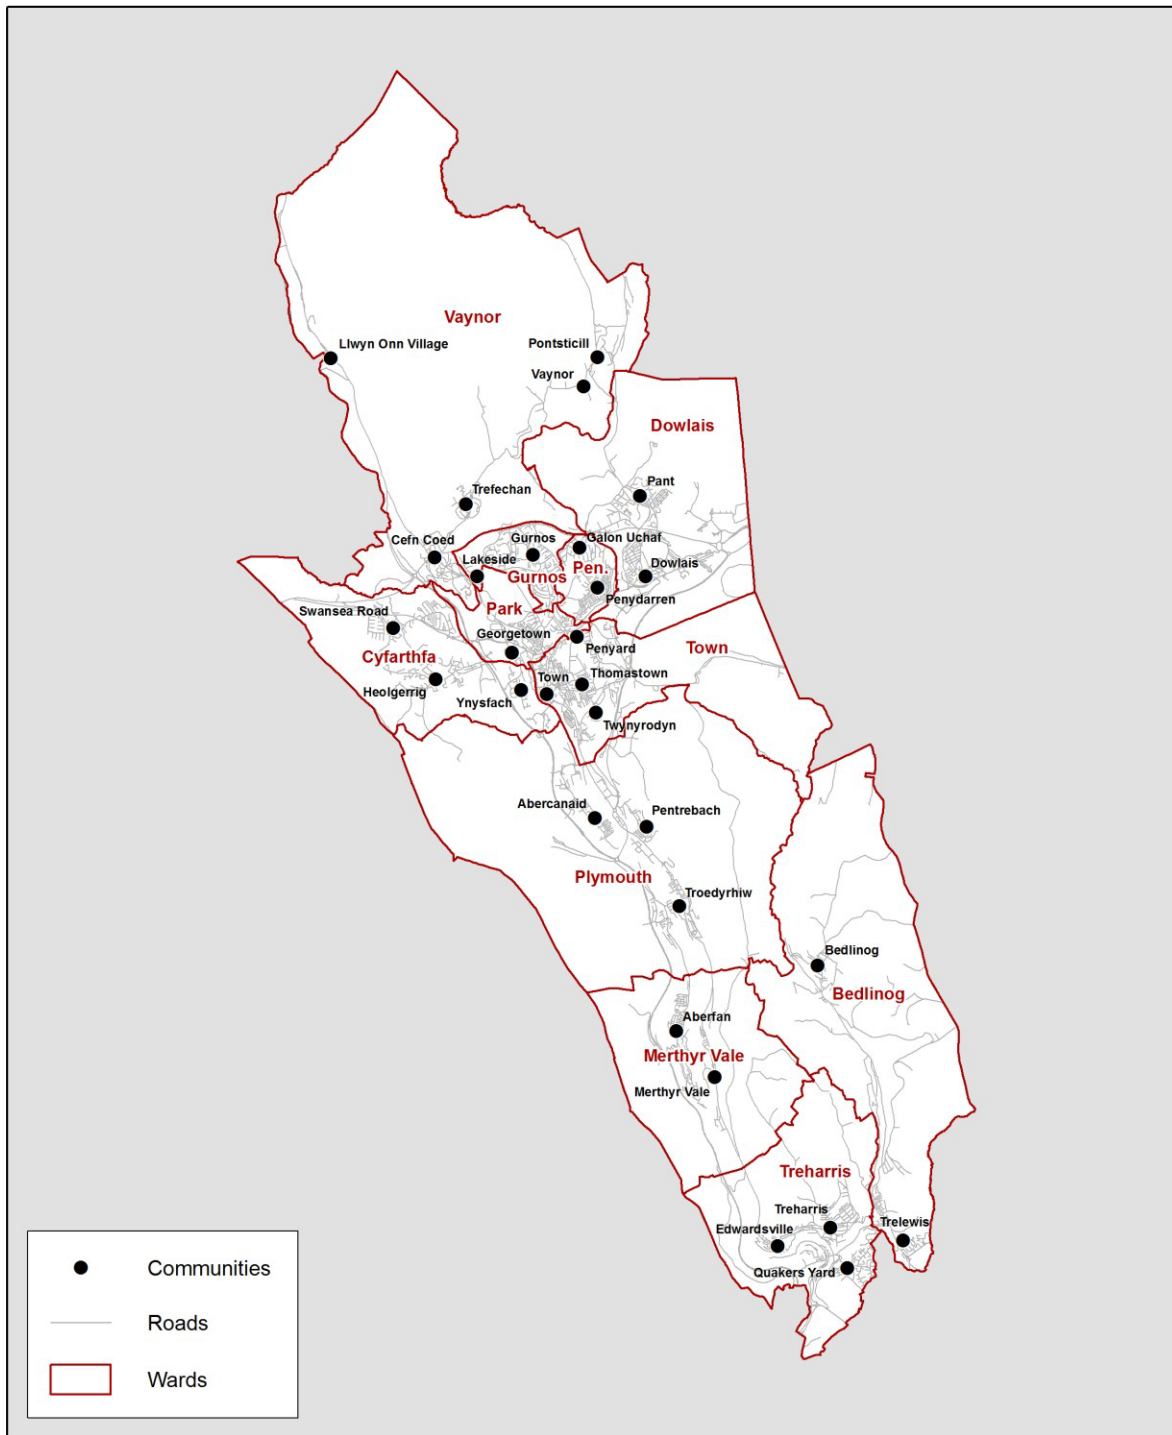 Vaynor
Llwyn Onn Village
Pontsticill
Vaynor
Dowlais
Trefechan
Pant
Cefn Coed
Gurnos
Galon Uchaf
Lakeside
Gurnos
Pen.
Dowlais
Penydarren
Park
Swansea Road
Georgetown
Penyard
Town
Cyfarthfa
Heolgerrig
Ynysfach
Town
Thomastown
Twynyrodyn
Abercanaid
Pentrebach
Plymouth
Troedyrhiw
Bedlinog
Bedlinog
Aberfan
Merthyr Vale
Merthyr Vale
Treharris
Treharris
Edwardsville
Trelewis
Quakers Yard
Communities
Roads
Wards